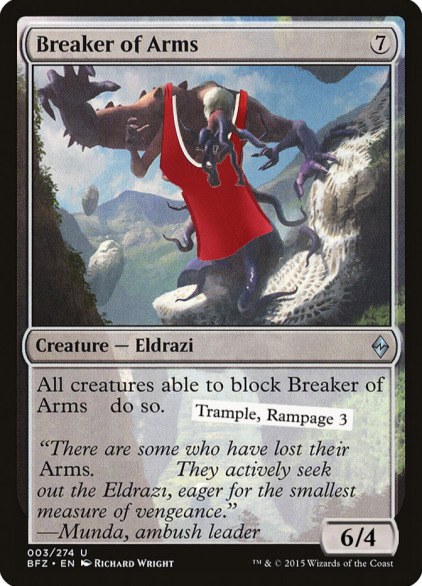 Breaker of Arms 7
Creature — Eldrazi
All creatures able to block Breaker of
Arms do so.
Trample, Rampage 3
“There are some who have lost their
Arms. They actively seek
out the Eldrazi, eager for the smallest
measure of vengeance.”
—Munda, ambush leader
6/4
003/274 U
BFZ • EN Richard Wright
™ & © 2015 Wizards of the Coast